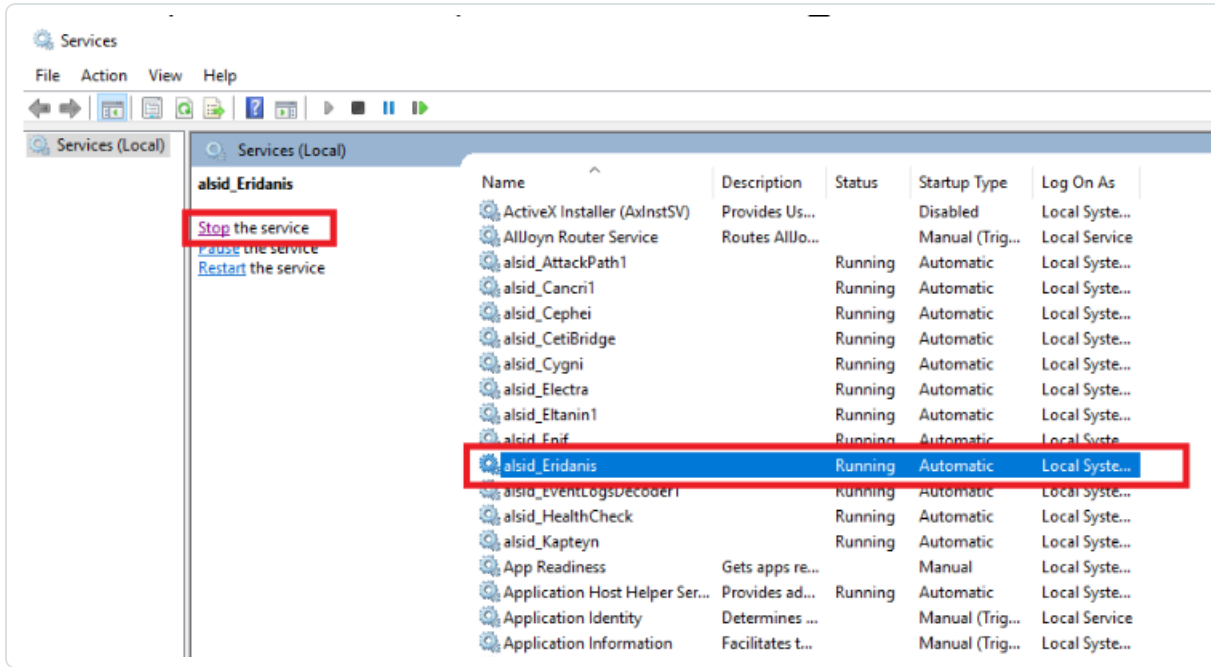 Services
File Action View Help
Services (Local)
Services (Local)
alsid_Eridanis
Stop the service
Pause the service
Restart the service
Name Description Status Startup Type Log On As
ActiveX Installer (AxInstSV) Provides Us... Disabled Local Syste...
AllJoyn Router Service Routes AllJo... Manual (Trig... Local Service
alsid_AttackPath1 Running Automatic Local Syste...
alsid_Cancri1 Running Automatic Local Syste...
alsid_Cephei Running Automatic Local Syste...
alsid_CetiBridge Running Automatic Local Syste...
alsid_Cygni Running Automatic Local Syste...
alsid_Electra Running Automatic Local Syste...
alsid_Eltanin1 Running Automatic Local Syste...
alsid_Enif Running Automatic Local Syste...
alsid_Eridanis Running Automatic Local Syste...
alsid_EventLogsDecoder1 Running Automatic Local Syste...
alsid_HealthCheck Running Automatic Local Syste...
alsid_Kapteyn Running Automatic Local Syste...
App Readiness Gets apps re... Manual Local Syste...
Application Host Helper Ser... Provides ad... Running Automatic Local Syste...
Application Identity Determines ... Manual (Trig... Local Service
Application Information Facilitates t... Manual (Trig... Local Syste...